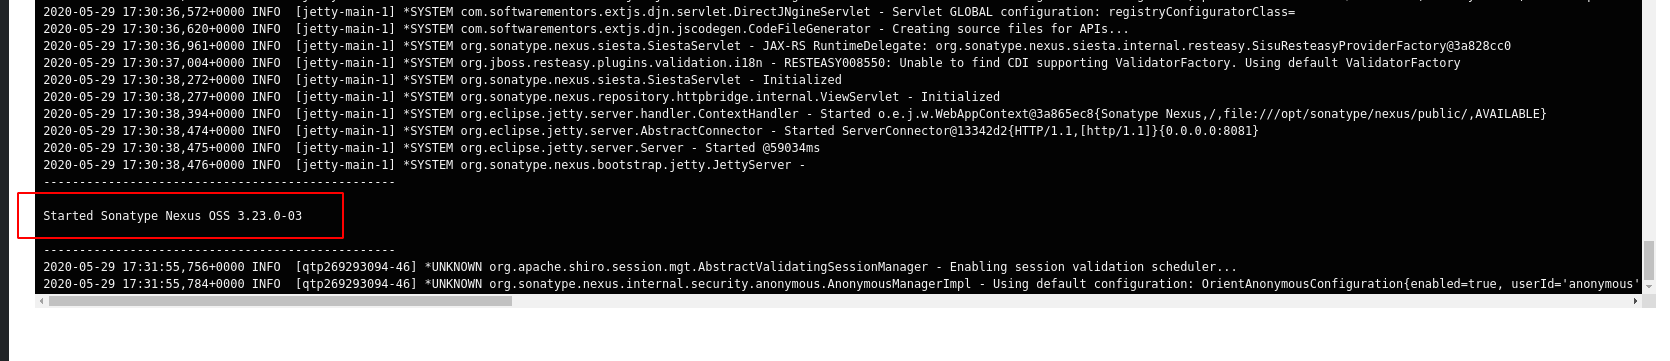 2020-05-29 17:30:36,572+0000 INFO  [jetty-main-1] *SYSTEM com.softwarementors.extjs.djn.servlet.DirectJNgineServlet - Servlet GLOBAL configuration: registryConfiguratorClass=
2020-05-29 17:30:36,620+0000 INFO  [jetty-main-1] *SYSTEM com.softwarementors.extjs.djn.jscodegen.CodeFileGenerator - Creating source files for APIs...
2020-05-29 17:30:36,961+0000 INFO  [jetty-main-1] *SYSTEM org.sonatype.nexus.siesta.SiestaServlet - JAX-RS RuntimeDelegate: org.sonatype.nexus.siesta.internal.resteasy.SisuResteasyProviderFactory@3a828cc0
2020-05-29 17:30:37,004+0000 INFO  [jetty-main-1] *SYSTEM org.jboss.resteasy.plugins.validation.i18n - RESTEASY008550: Unable to find CDI supporting ValidatorFactory. Using default ValidatorFactory
2020-05-29 17:30:38,272+0000 INFO  [jetty-main-1] *SYSTEM org.sonatype.nexus.siesta.SiestaServlet - Initialized
2020-05-29 17:30:38,277+0000 INFO  [jetty-main-1] *SYSTEM org.sonatype.nexus.repository.httpbridge.internal.ViewServlet - Initialized
2020-05-29 17:30:38,394+0000 INFO  [jetty-main-1] *SYSTEM org.eclipse.jetty.server.handler.ContextHandler - Started o.e.j.w.WebAppContext@3a865ec8{Sonatype Nexus,/,file:///opt/sonatype/nexus/public/,AVAILABLE}
2020-05-29 17:30:38,474+0000 INFO  [jetty-main-1] *SYSTEM org.eclipse.jetty.server.AbstractConnector - Started ServerConnector@13342d2{HTTP/1.1,[http/1.1]}{0.0.0.0:8081}
2020-05-29 17:30:38,475+0000 INFO  [jetty-main-1] *SYSTEM org.eclipse.jetty.server.Server - Started @59034ms
2020-05-29 17:30:38,476+0000 INFO  [jetty-main-1] *SYSTEM org.sonatype.nexus.bootstrap.jetty.JettyServer -
-------------------------------------------------
Started Sonatype Nexus OSS 3.23.0-03
-------------------------------------------------
2020-05-29 17:31:55,756+0000 INFO  [qtp269293094-46] *UNKNOWN org.apache.shiro.session.mgt.AbstractValidatingSessionManager - Enabling session validation scheduler...
2020-05-29 17:31:55,784+0000 INFO  [qtp269293094-46] *UNKNOWN org.sonatype.nexus.internal.security.anonymous.AnonymousManagerImpl - Using default configuration: OrientAnonymousConfiguration{enabled=true, userId='anonymous'